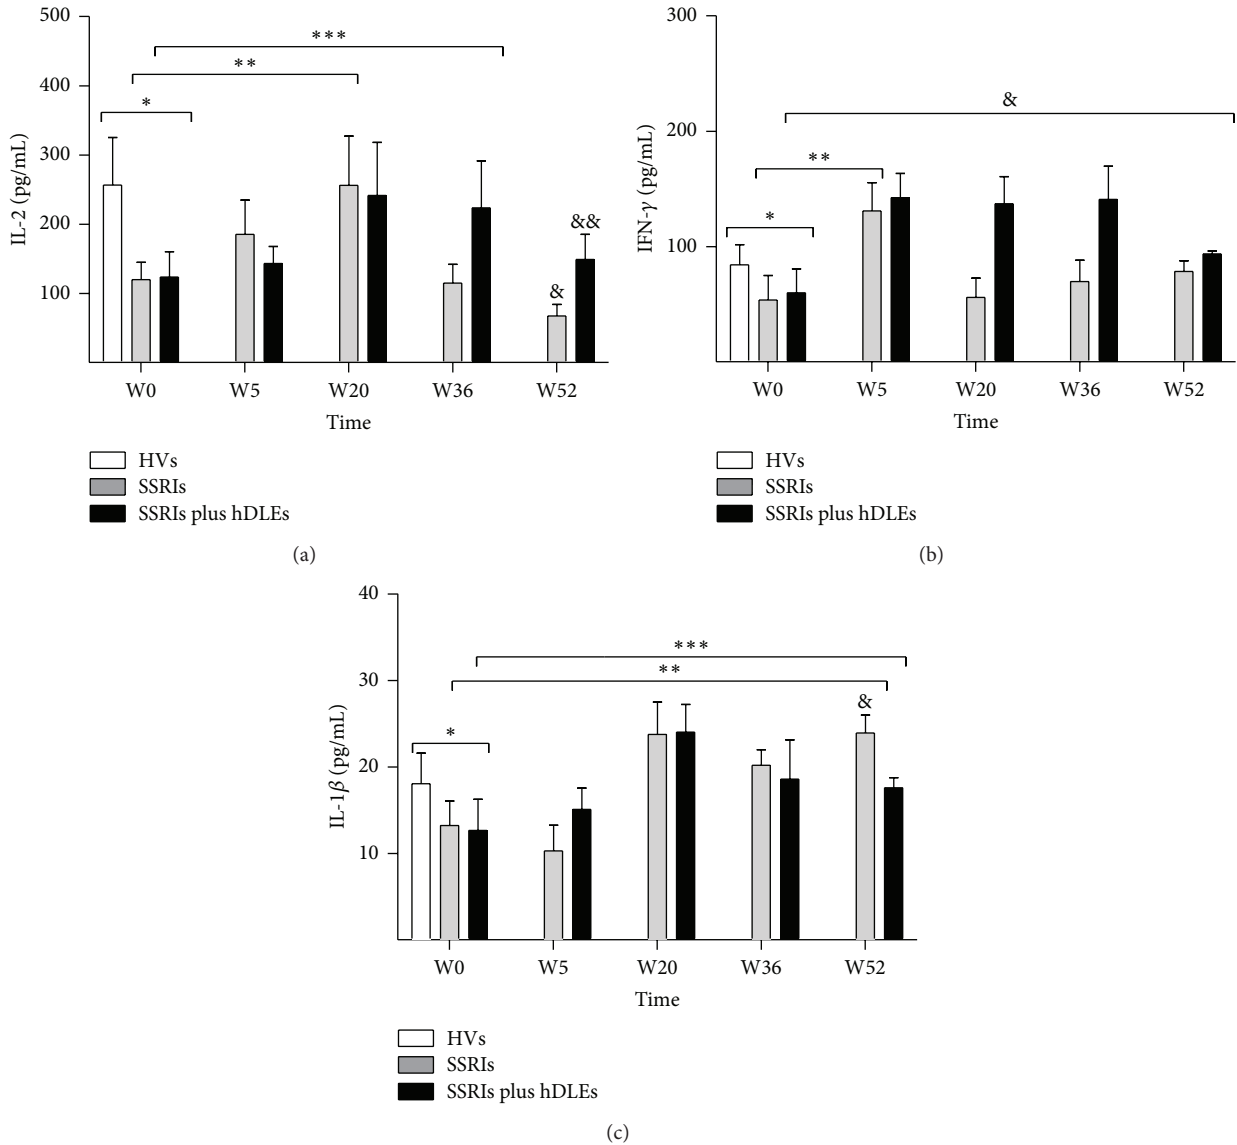 500
400
300
200
100
IL-2 (pg/mL)
***
**
*
&
&&
W0 W5 W20 W36 W52
Time
HVs
SSRIs
SSRIs plus hDLEs
(a)
300
200
100
IFN-γ (pg/mL)
&
**
*
W0 W5 W20 W36 W52
Time
HVs
SSRIs
SSRIs plus hDLEs
(b)
40
30
20
10
IL-1β (pg/mL)
***
**
*
&
W0 W5 W20 W36 W52
Time
HVs
SSRIs
SSRIs plus hDLEs
(c)